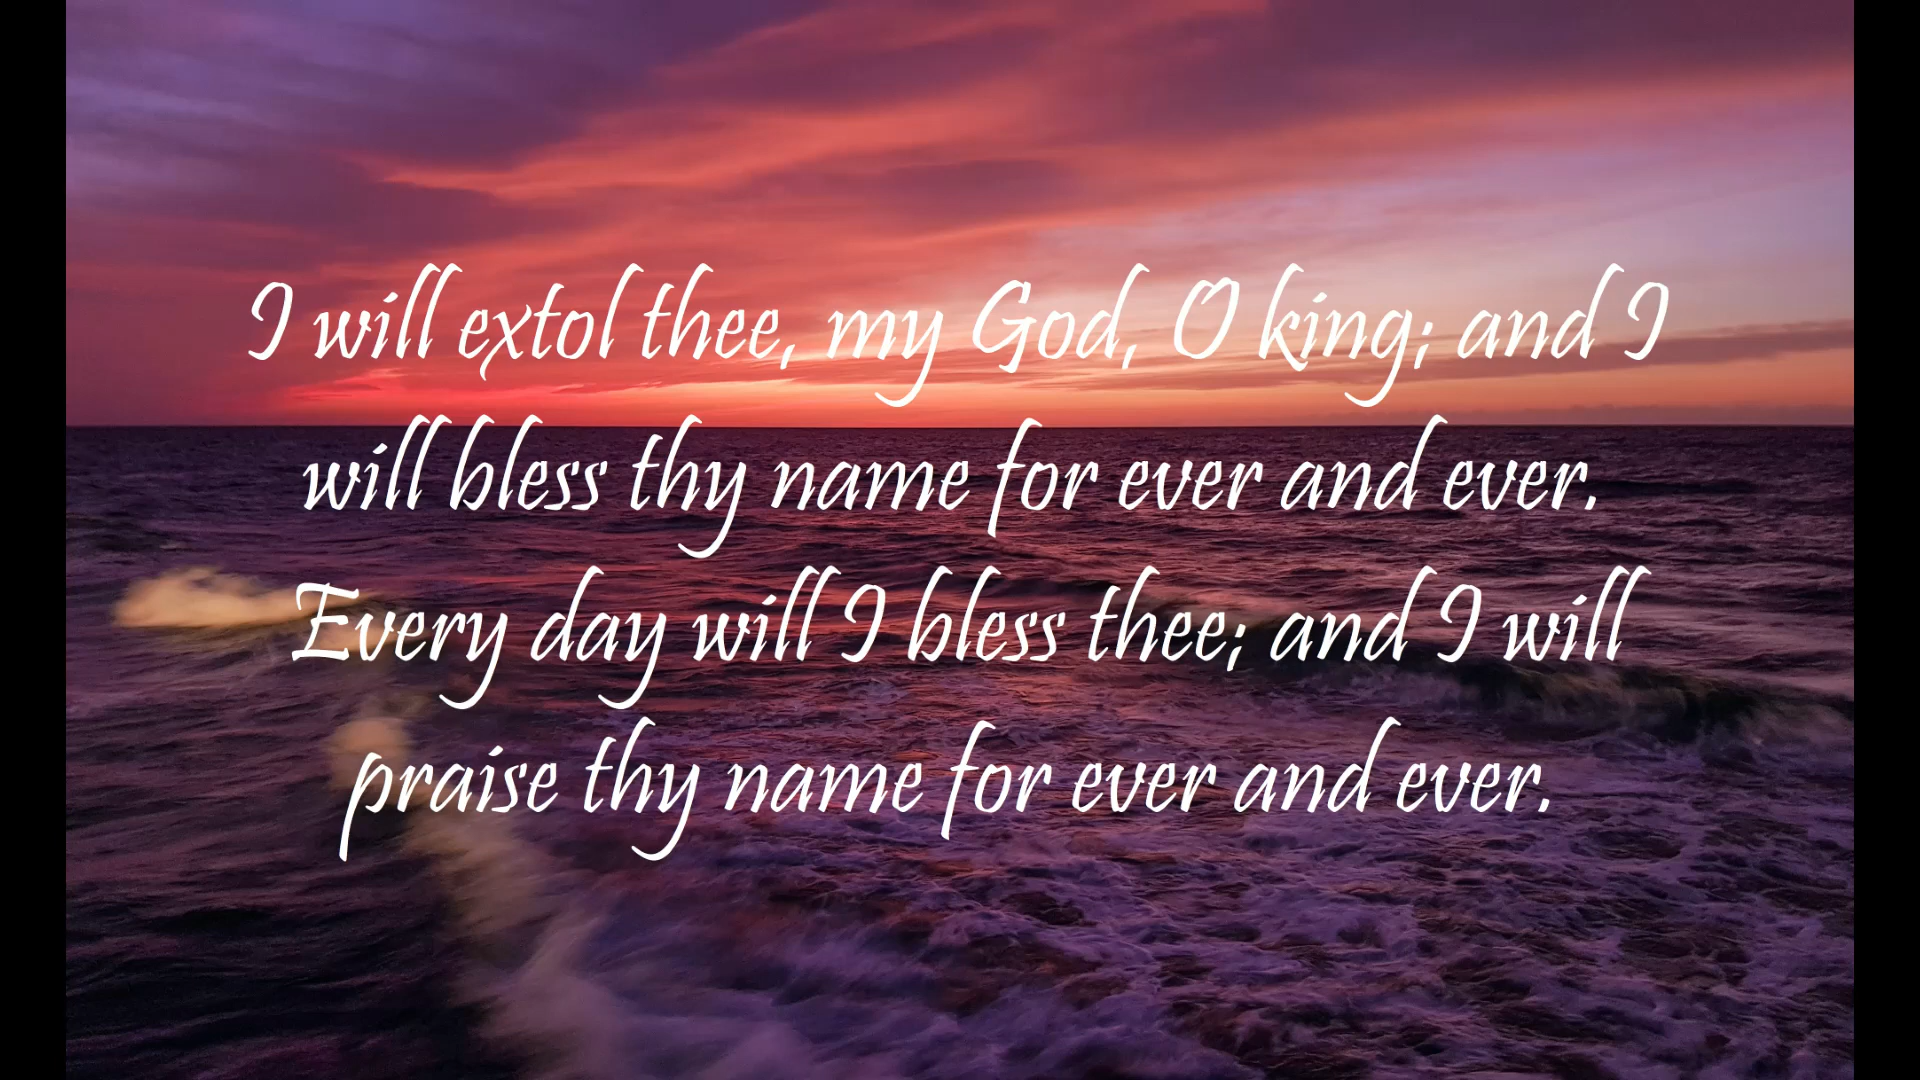 I will extol thee, my God, O king; and I
will bless thy name for ever and ever.
Every day will I bless thee; and I will
praise thy name for ever and ever.